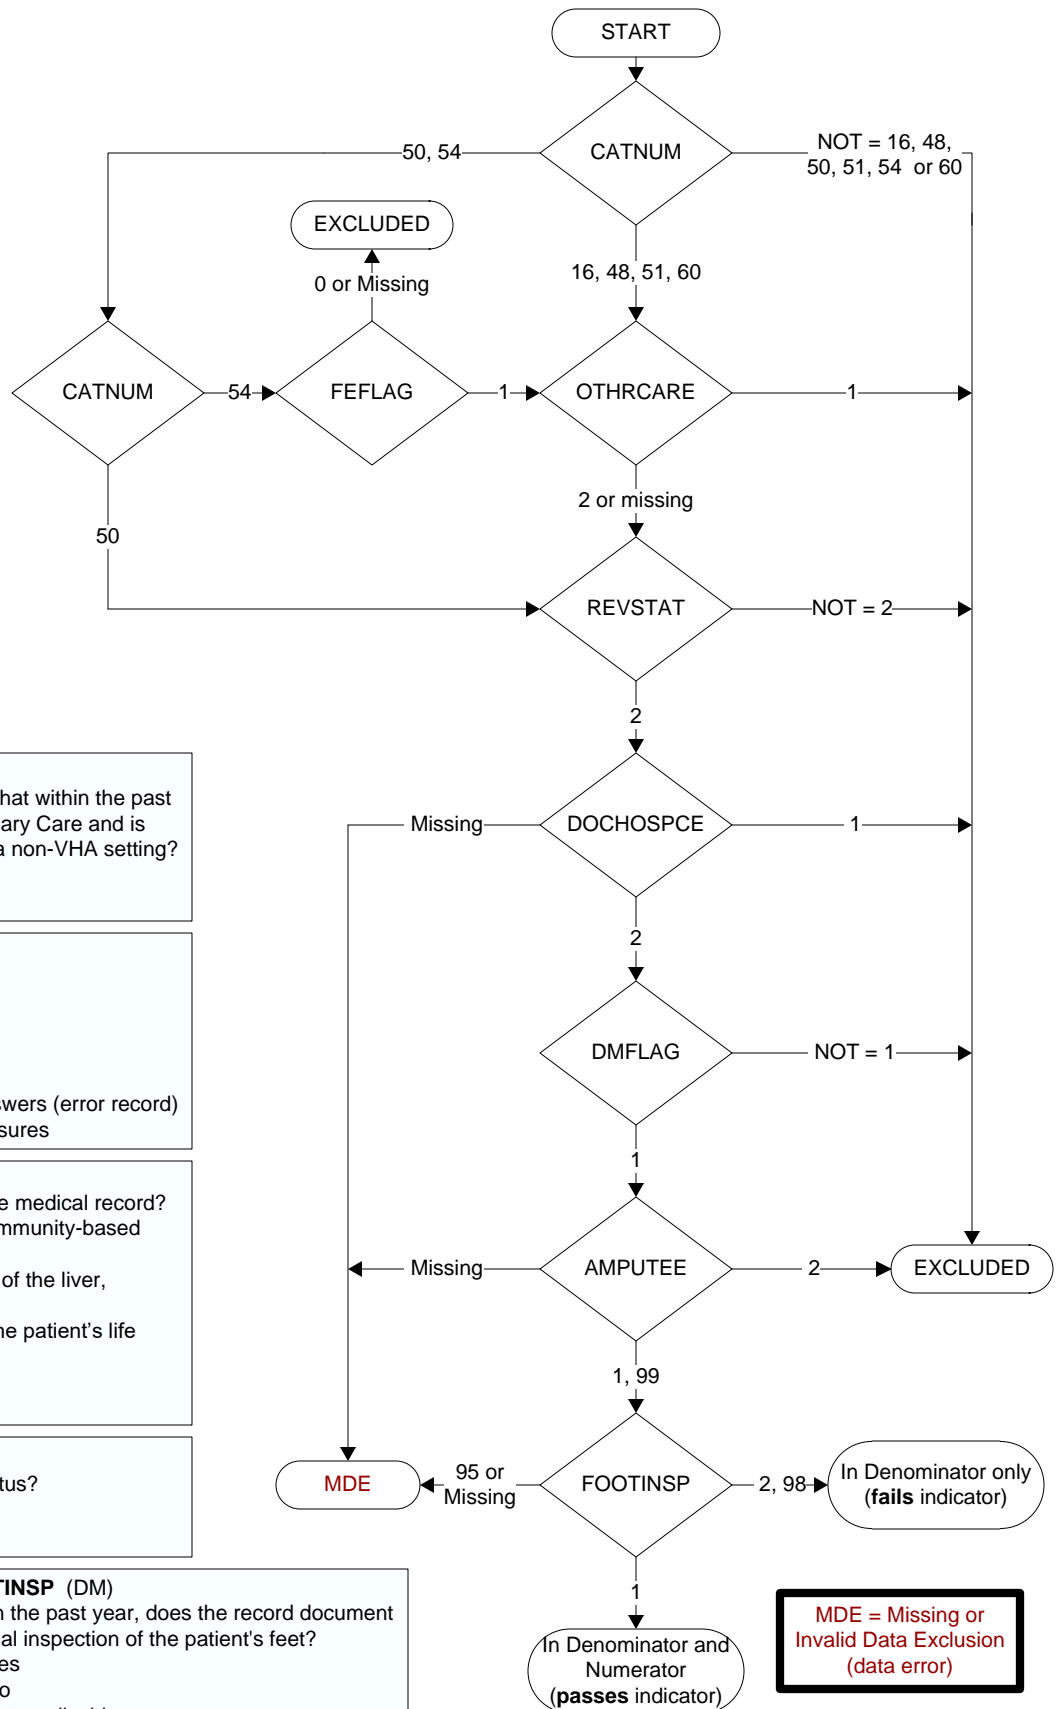 START
CATNUM
50, 54
NOT = 16, 48,
50, 51, 54 or 60
EXCLUDED
0 or Missing
16, 48, 51, 60
CATNUM
54
FEFLAG
1
OTHRCARE
1
2 or missing
50
REVSTAT
NOT = 2
2
hat within the past
ary Care and is
a non-VHA setting?
Missing
DOCHOSPCE
1
2
DMFLAG
NOT = 1
swers (error record)
sures
1
e medical record?
mmunity-based
of the liver,
he patient's life
Missing
AMPUTEE
2
EXCLUDED
1, 99
tus?
MDE
95 or
Missing
FOOTINSP
2, 98
In Denominator only
(fails indicator)
1
TINSP (DM)
n the past year, does the record document
al inspection of the patient's feet?
es
o
In Denominator and
Numerator
(passes indicator)
MDE = Missing or
Invalid Data Exclusion
(data error)